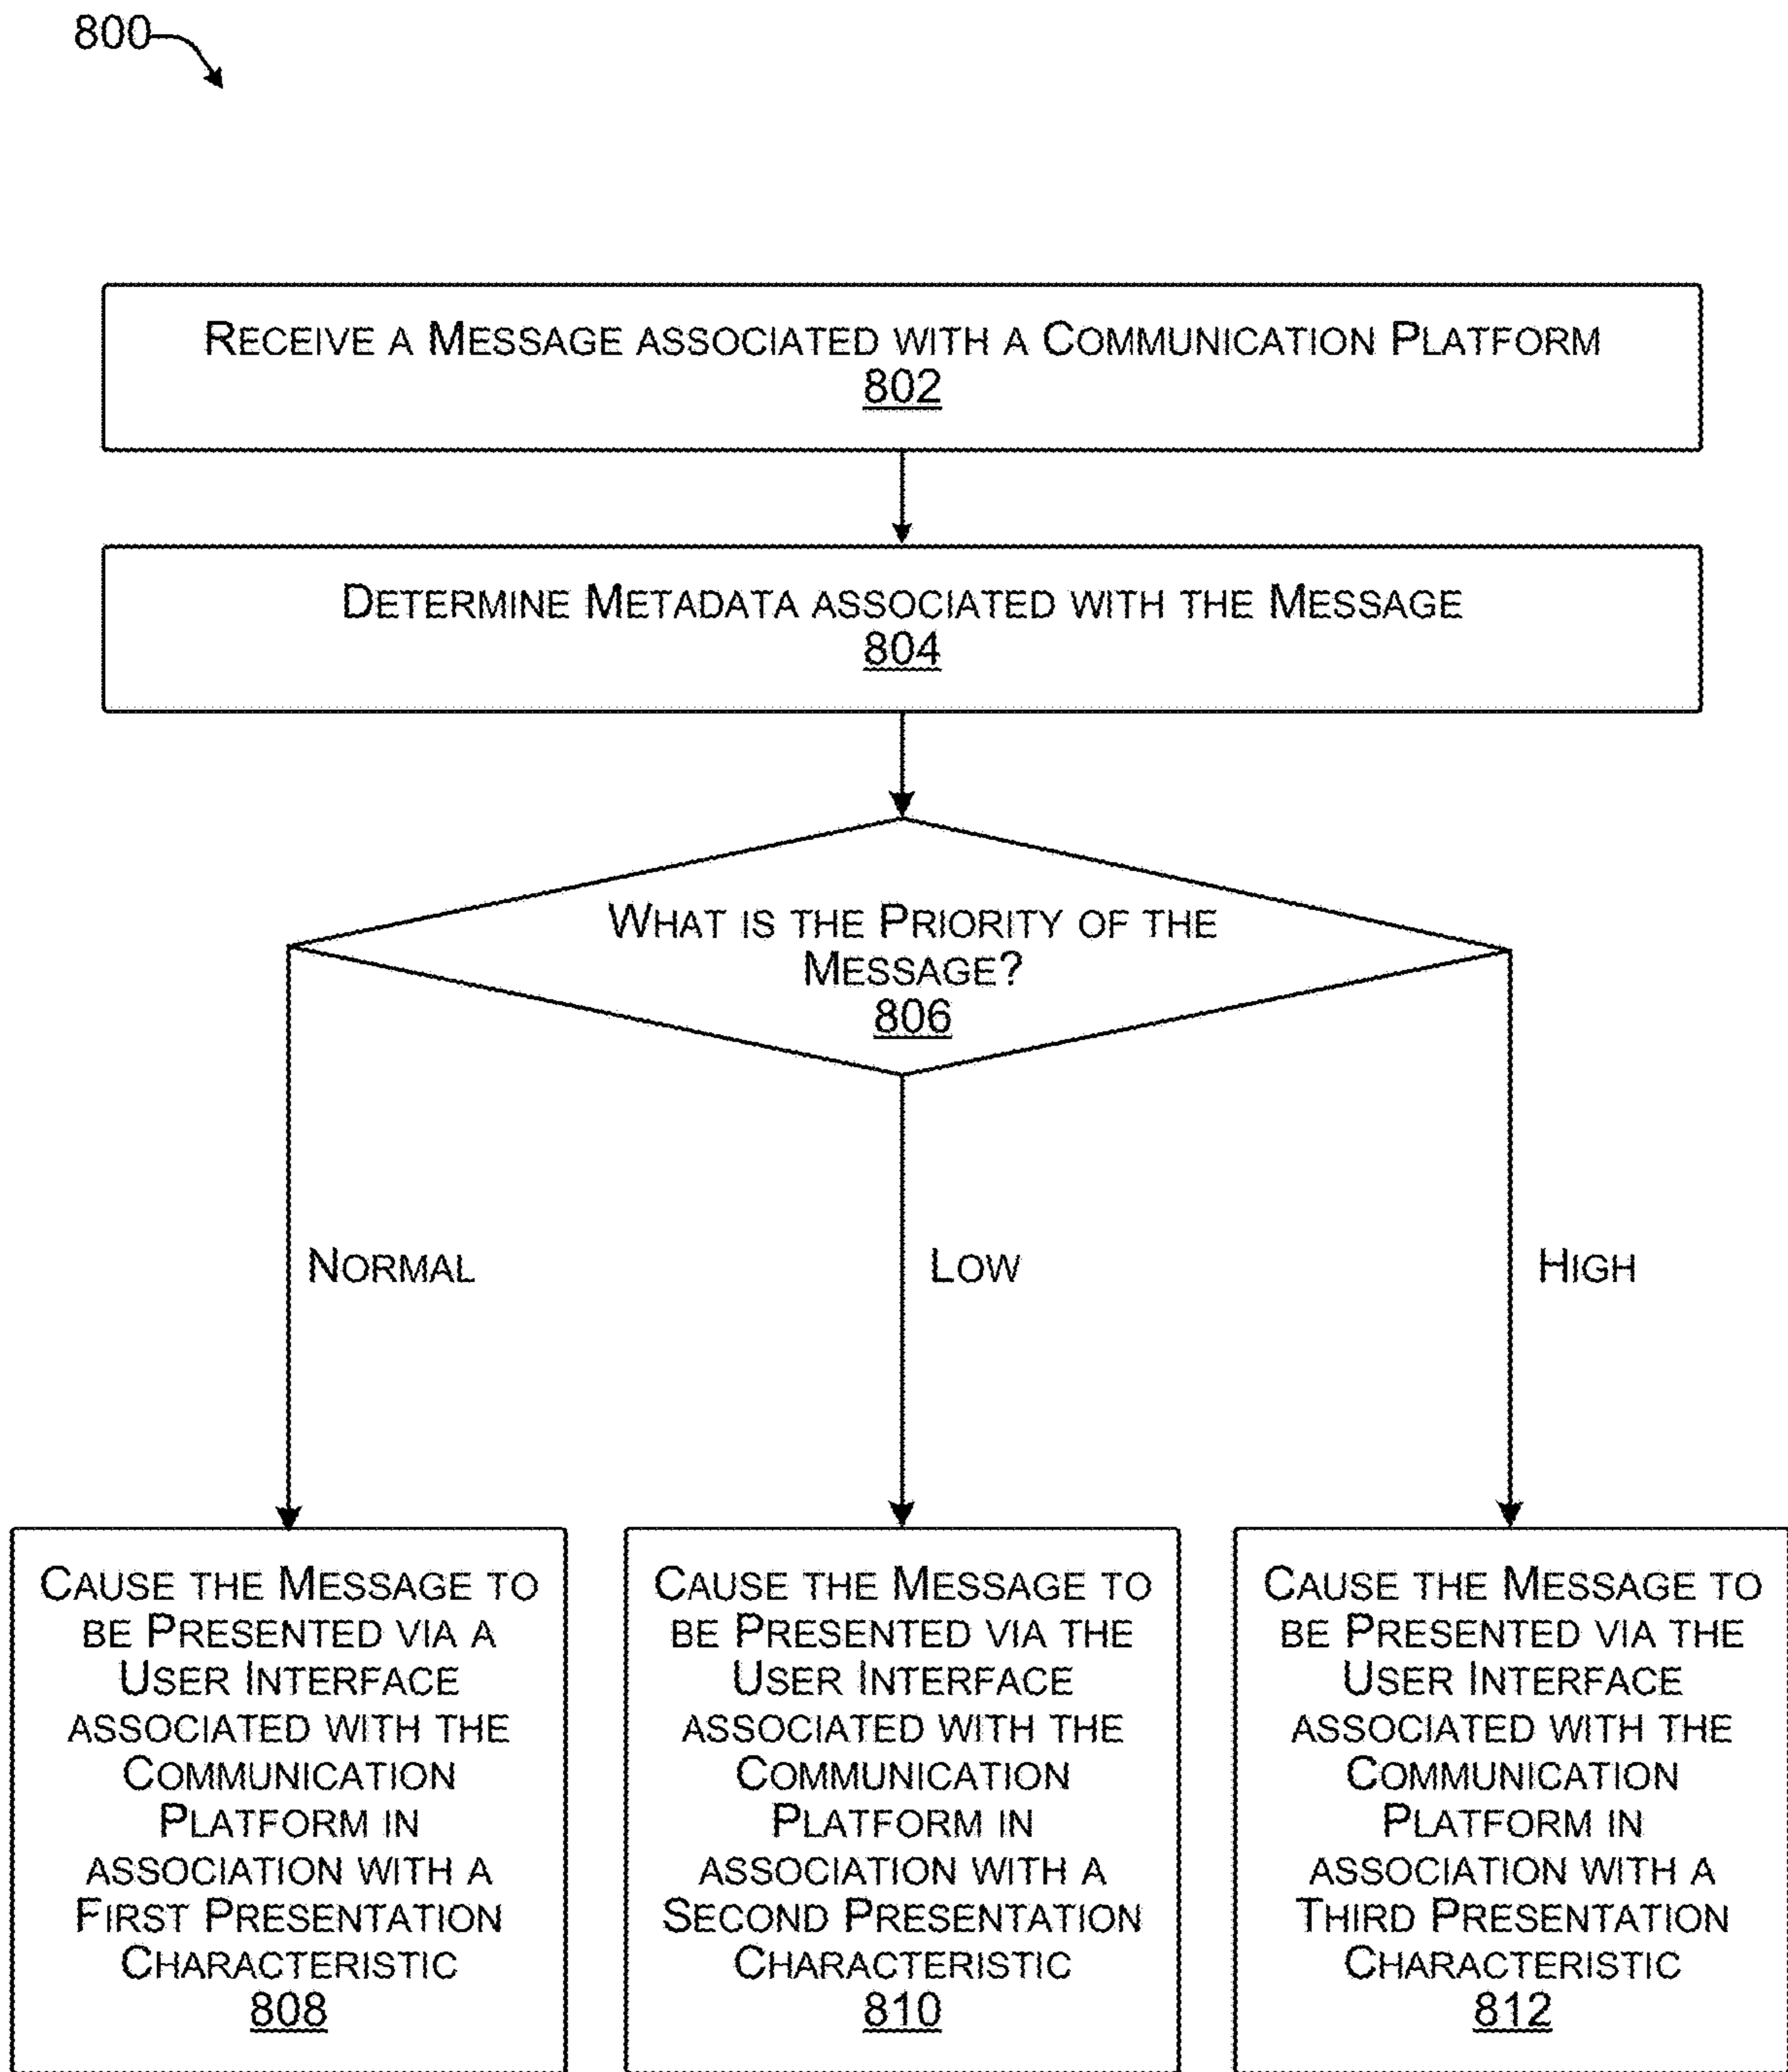 800
RECEIVE A MESSAGE ASSOCIATED WITH A COMMUNICATION PLATFORM
802
DETERMINE METADATA ASSOCIATED WITH THE MESSAGE
804
WHAT IS THE PRIORITY OF THE
MESSAGE?
806
NORMAL
LOW
HIGH
CAUSE THE MESSAGE TO
BE PRESENTED VIA A
USER INTERFACE
ASSOCIATED WITH THE
COMMUNICATION
PLATFORM IN
ASSOCIATION WITH A
FIRST PRESENTATION
CHARACTERISTIC
808
CAUSE THE MESSAGE TO
BE PRESENTED VIA THE
USER INTERFACE
ASSOCIATED WITH THE
COMMUNICATION
PLATFORM IN
ASSOCIATION WITH A
SECOND PRESENTATION
CHARACTERISTIC
810
CAUSE THE MESSAGE TO
BE PRESENTED VIA THE
USER INTERFACE
ASSOCIATED WITH THE
COMMUNICATION
PLATFORM IN
ASSOCIATION WITH A
THIRD PRESENTATION
CHARACTERISTIC
812